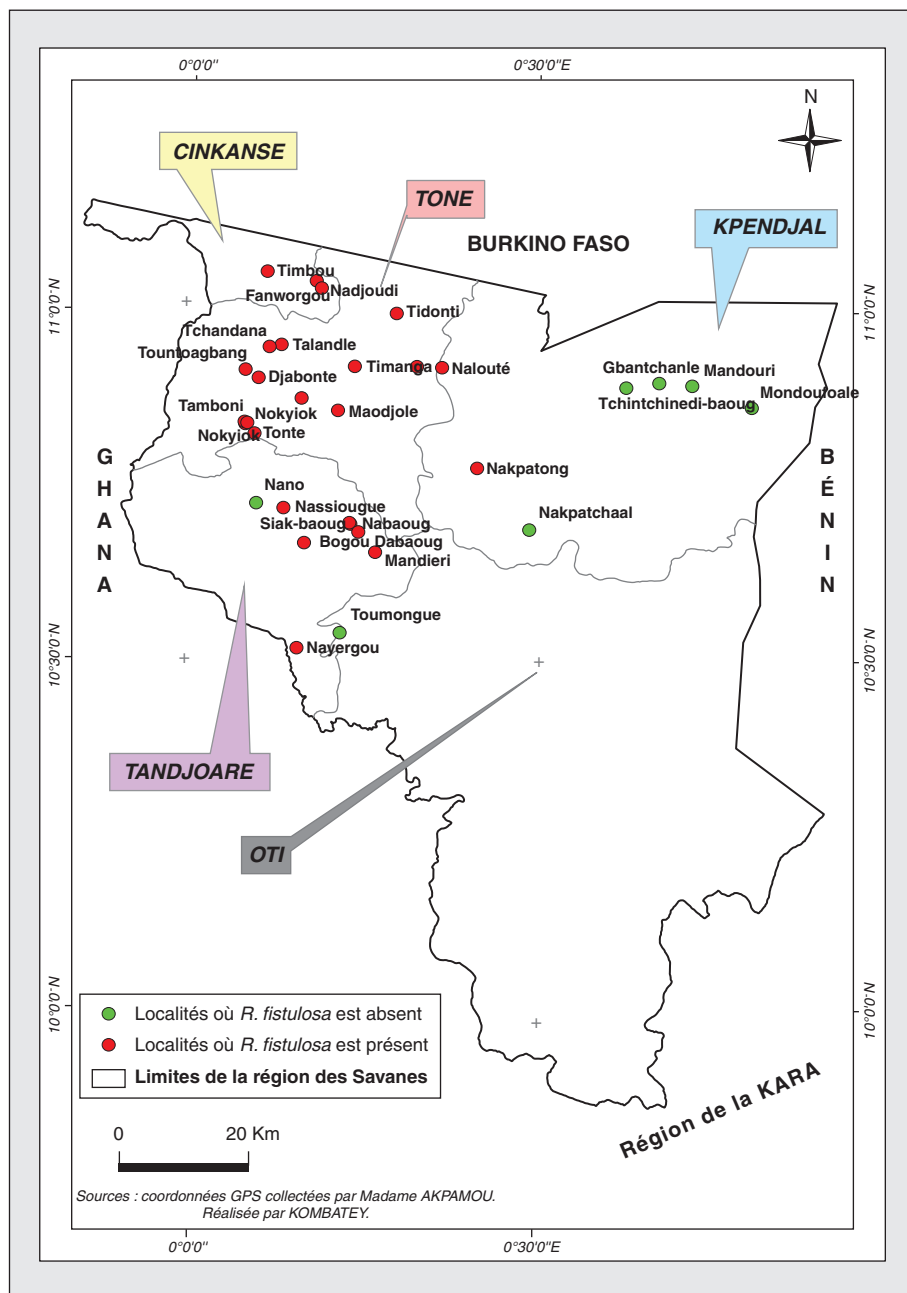 0°0'0"
0°30'0"E
N
CINKANSE
TONE
BURKINO FASO
KPENDJAL
Timbou
Fanworgou
Nadjoudi
Tidonti
11°0'0"N
11°0'0"N
Tchandana
Talandle
Tountoagbang
Timanga
Nalouté
Djabonte
Gbantchanle
Mandouri
Tchintchinedi-baoug
Mondoutoale
Tamboni
Nokyiok
Maodjole
Nokyiok
Tonte
GHANA
BÉNIN
Nakpatong
Nano
Nassiougue
Siak-baoug
Nabaoug
Nakpatchaal
Bogou Dabaoug
Mandieri
Toumongue
Nayergou
10°30'0"N
10°30'0"N
TANDJOARE
OTI
10°0'0"N
10°0'0"N
Localités où R. fistulosa est absent
Localités où R. fistulosa est présent
Limites de la région des Savanes
Région de la KARA
0
20 Km
Sources : coordonnées GPS collectées par Madame AKPAMOU.
Réalisée par KOMBATEY.
0°0'0"
0°30'0"E